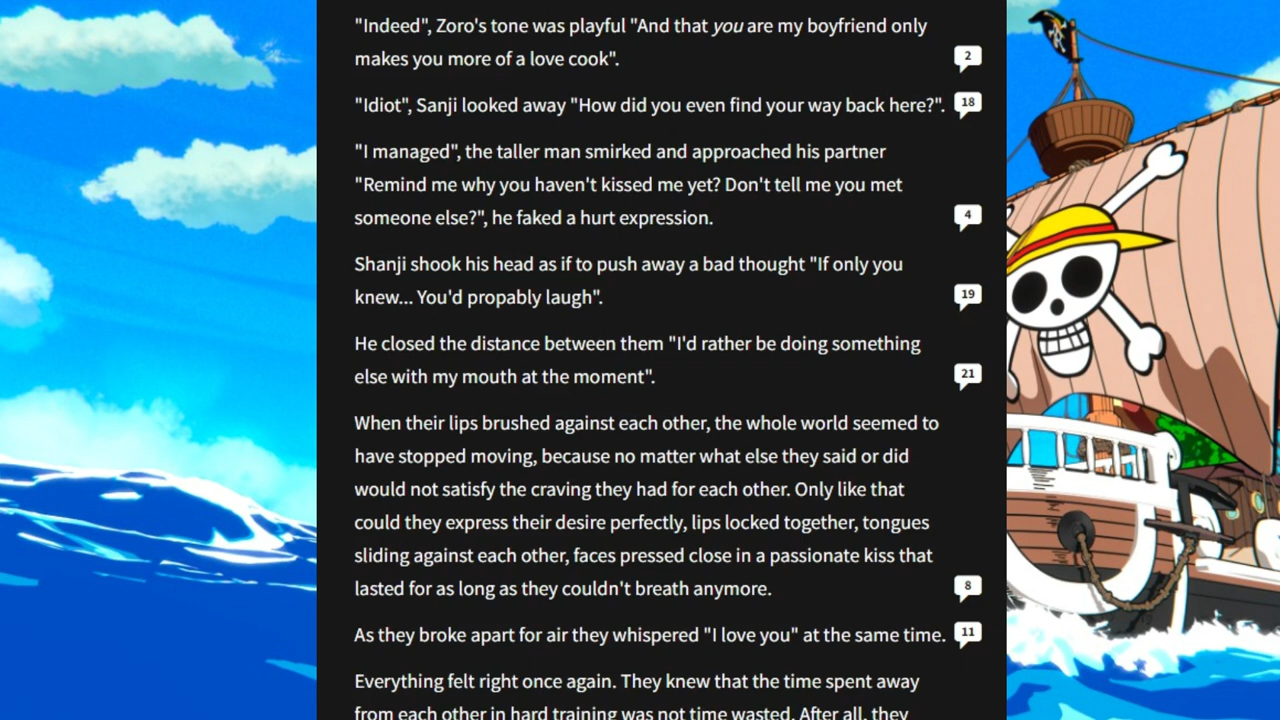 "Indeed", Zoro's tone was playful "And that you are my boyfriend only
makes you more of a love cook".
2
"Idiot", Sanji looked away "How did you even find your way back here?".
18
"I managed", the taller man smirked and approached his partner
"Remind me why you haven't kissed me yet? Don't tell me you met
someone else?", he faked a hurt expression.
4
Shanji shook his head as if to push away a bad thought "If only you
knew... You'd propably laugh".
19
He closed the distance between them "I'd rather be doing something
else with my mouth at the moment".
21
When their lips brushed against each other, the whole world seemed to
have stopped moving, because no matter what else they said or did
would not satisfy the craving they had for each other. Only like that
could they express their desire perfectly, lips locked together, tongues
sliding against each other, faces pressed close in a passionate kiss that
lasted for as long as they couldn't breath anymore.
8
As they broke apart for air they whispered "I love you" at the same time.
11
Everything felt right once again. They knew that the time spent away
from each other in hard training was not time wasted. After all, they